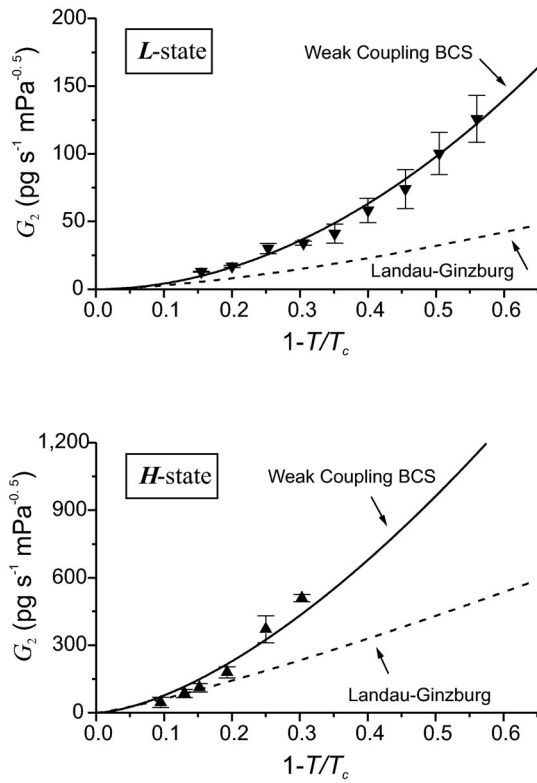 L-state
Weak Coupling BCS
Landau-Ginzburg
G₂ (pg s⁻¹ mPa⁻⁰·⁵)
200
150
100
50
0
0.0 0.1 0.2 0.3 0.4 0.5 0.6
1-T/Tc
H-state
Weak Coupling BCS
Landau-Ginzburg
G₂ (pg s⁻¹ mPa⁻⁰·⁵)
1,200
900
600
300
0
0.0 0.1 0.2 0.3 0.4 0.5 0.6
1-T/Tc